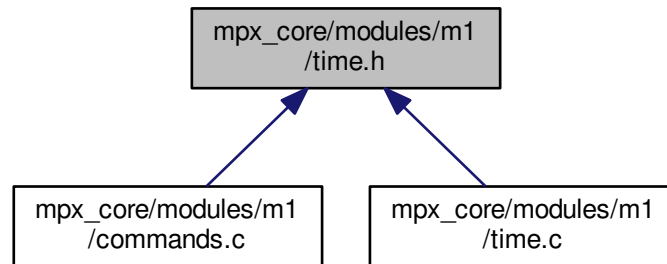 mpx_core/modules/m1
/time.h
mpx_core/modules/m1
/commands.c
mpx_core/modules/m1
/time.c